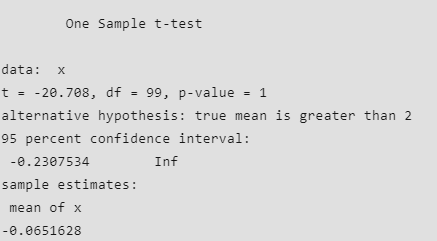 One Sample t-test
data: x
t = -20.708, df = 99, p-value = 1
alternative hypothesis: true mean is greater than 2
95 percent confidence interval:
-0.2307534 Inf
sample estimates:
mean of x
-0.0651628